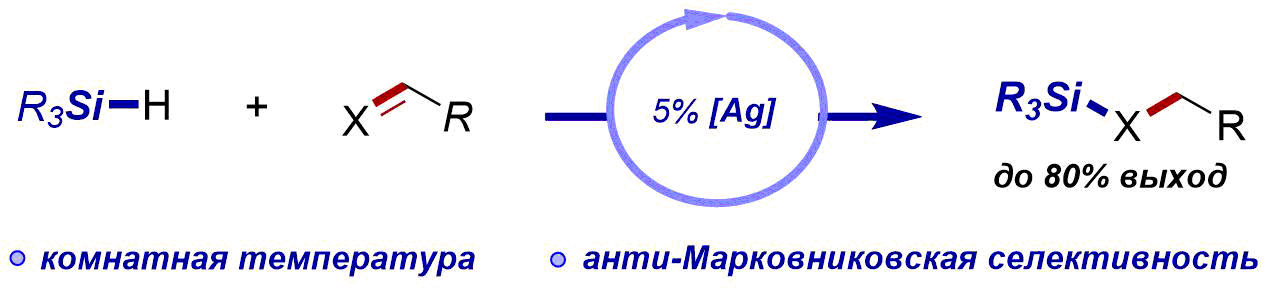 R₃Si–H + X R 5% [Ag] R₃Si X R
до 80% выход
комнатная температура анти-Марковниковская селективность